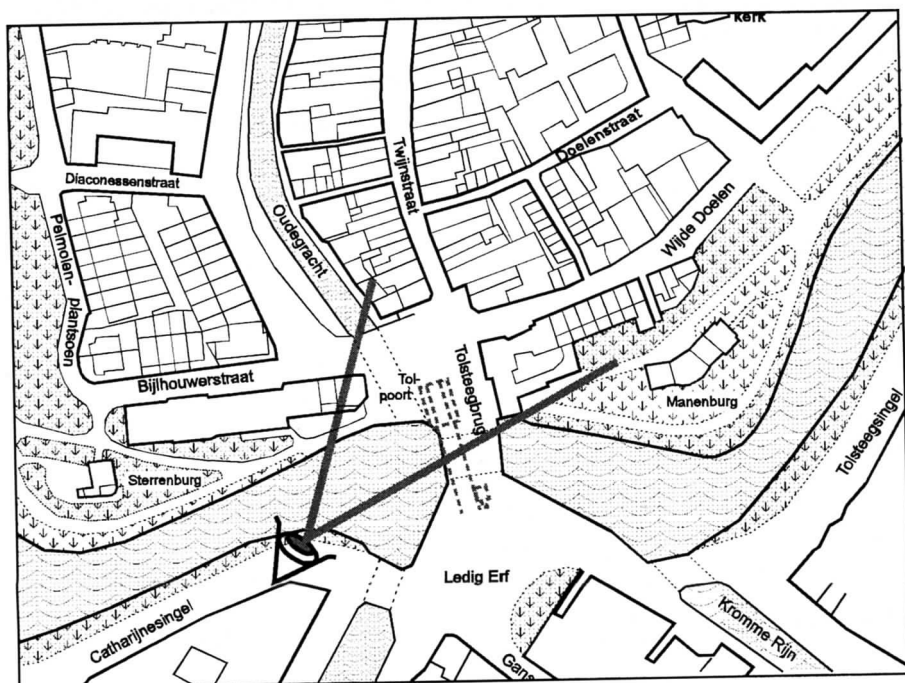 kerk
Doelenstraat
Twijnstraat
Diaconessenstraat
Pelmolen-
plantsoen
Oudegracht
Wijde Doelen
Bijlhouwerstraat
Tol-
poort
Tolsteegbrug
Manenburg
Tolsteegsingel
Sterrenburg
Ledig Erf
Catharijnesingel
Kromme Rijn
Gans